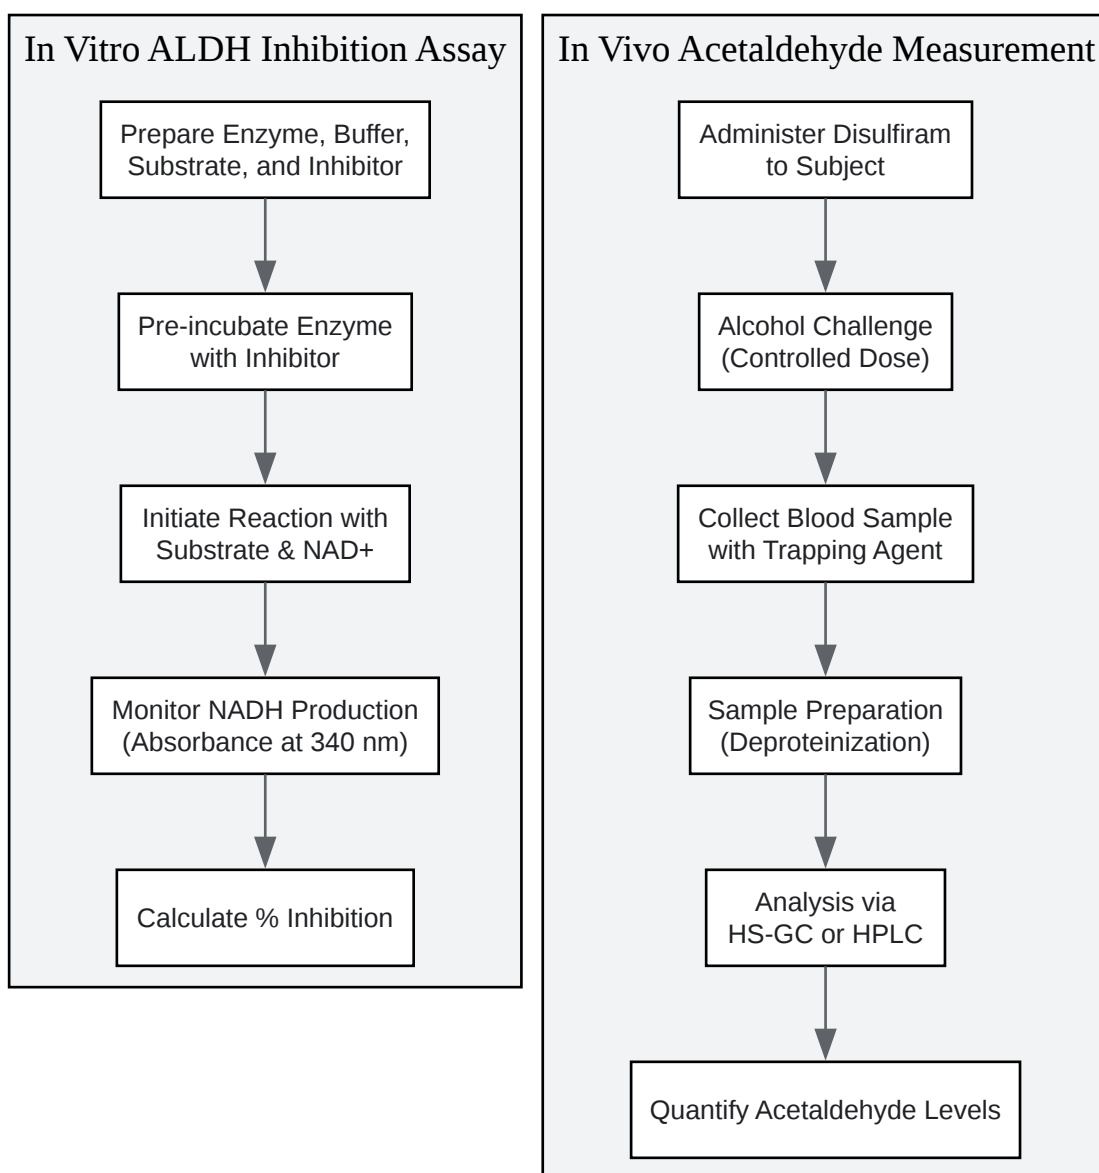 In Vitro ALDH Inhibition Assay
Prepare Enzyme, Buffer,
Substrate, and Inhibitor
Pre-incubate Enzyme
with Inhibitor
Initiate Reaction with
Substrate & NAD+
Monitor NADH Production
(Absorbance at 340 nm)
Calculate % Inhibition
In Vivo Acetaldehyde Measurement
Administer Disulfiram
to Subject
Alcohol Challenge
(Controlled Dose)
Collect Blood Sample
with Trapping Agent
Sample Preparation
(Deproteinization)
Analysis via
HS-GC or HPLC
Quantify Acetaldehyde Levels